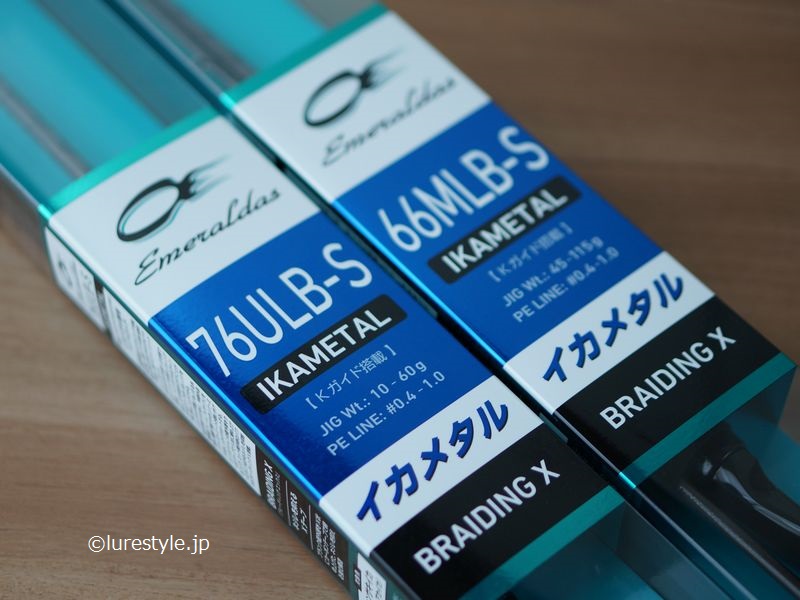 Emeraldas
76ULB-S
IKAMETAL
【Kガイド搭載】
JIG Wt.: 10-60g
PE LINE: #0.4-1.0
イカメタル
BRAIDING X
Emeraldas
66MLB-S
IKAMETAL
【Kガイド搭載】
JIG Wt.: 45-115g
PE LINE: #0.4-1.0
イカメタル
BRAIDING X
BRAIDING X
©lurestyle.jp